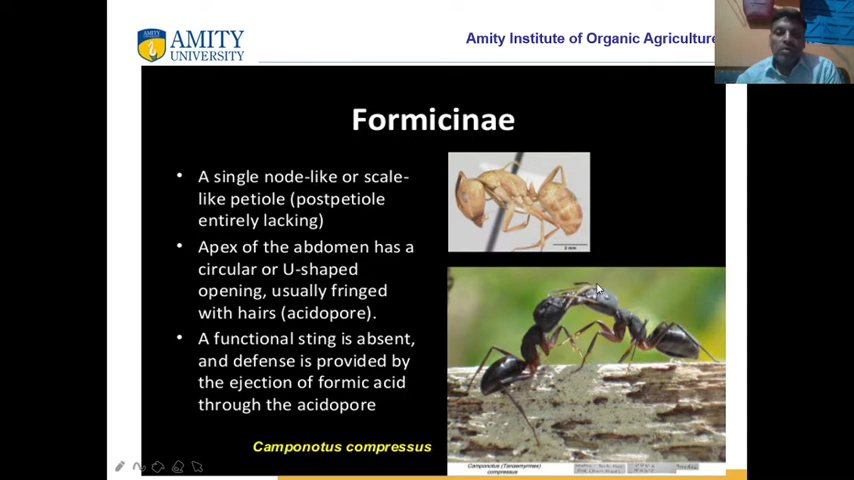 AMITY
UNIVERSITY
AMITY
Amity Institute of Organic Agriculture
Formicinae
• A single node-like or scale-
like petiole (postpetiole
entirely lacking)
• Apex of the abdomen has a
circular or U-shaped
opening, usually fringed
with hairs (acidopore).
• A functional sting is absent,
and defense is provided by
the ejection of formic acid
through the acidopore
Camponotus compressus
Camponotus (Tanaemyrmex)
compressus